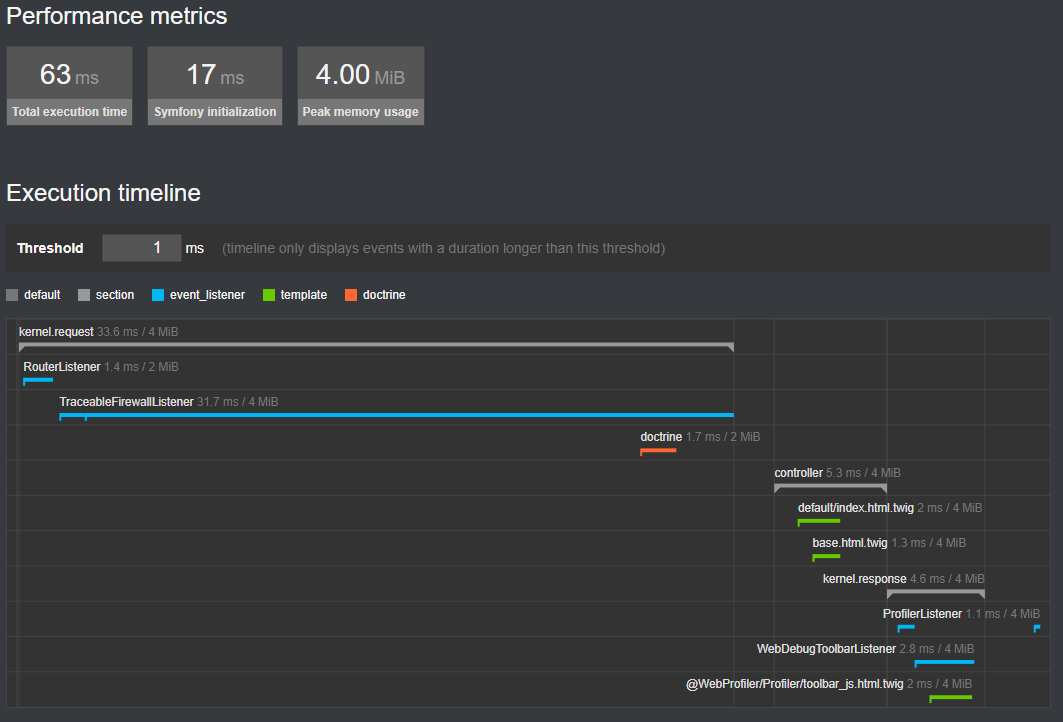 Performance metrics
63 ms
Total execution time
17 ms
Symfony initialization
4.00 MiB
Peak memory usage
Execution timeline
Threshold 1 ms (timeline only displays events with a duration longer than this threshold)
default section event_listener template doctrine
kernel.request 33.6 ms / 4 MiB
RouterListener 1.4 ms / 2 MiB
TraceableFirewallListener 31.7 ms / 4 MiB
doctrine 1.7 ms / 2 MiB
controller 5.3 ms / 4 MiB
default/index.html.twig 2 ms / 4 MiB
base.html.twig 1.3 ms / 4 MiB
kernel.response 4.6 ms / 4 MiB
ProfilerListener 1.1 ms / 4 MiB
WebDebugToolbarListener 2.8 ms / 4 MiB
@WebProfiler/Profiler/toolbar_js.html.twig 2 ms / 4 MiB